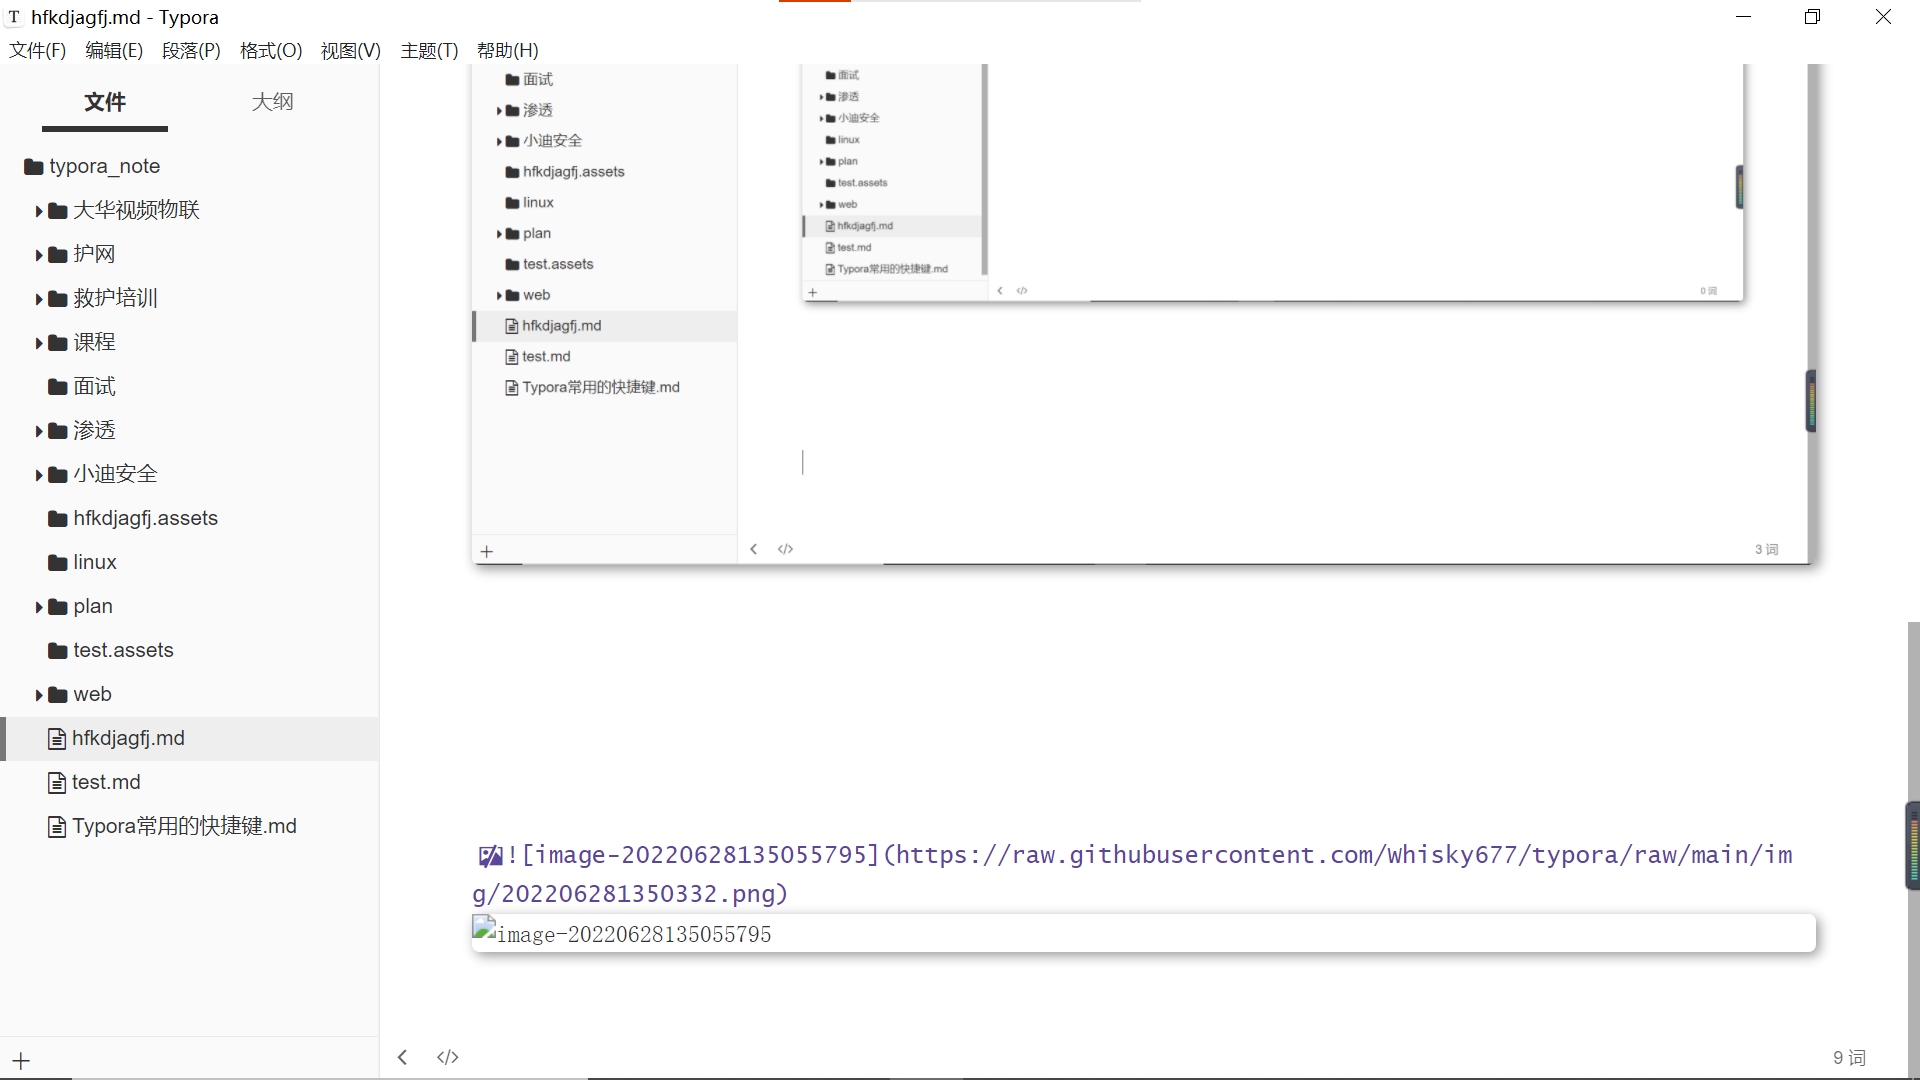 hfkdjagfj.md - Typora
文件(F) 编辑(E) 段落(P) 格式(O) 视图(V) 主题(T) 帮助(H)
文件 大纲
typora_note
大华视频物联
护网
救护培训
课程
面试
渗透
小迪安全
hfkdjagfj.assets
linux
plan
test.assets
web
hfkdjagfj.md
test.md
Typora常用的快捷键.md
面试
渗透
小迪安全
hfkdjagfj.assets
linux
plan
test.assets
web
hfkdjagfj.md
test.md
Typora常用的快捷键.md
面试
渗透
小迪安全
linux
plan
test.assets
web
hfkdjagfj.md
test.md
Typora常用的快捷键.md
0 词
3 词
![image-20220628135055795](https://raw.githubusercontent.com/whisky677/typora/raw/main/im
g/202206281350332.png)
image-20220628135055795
9 词